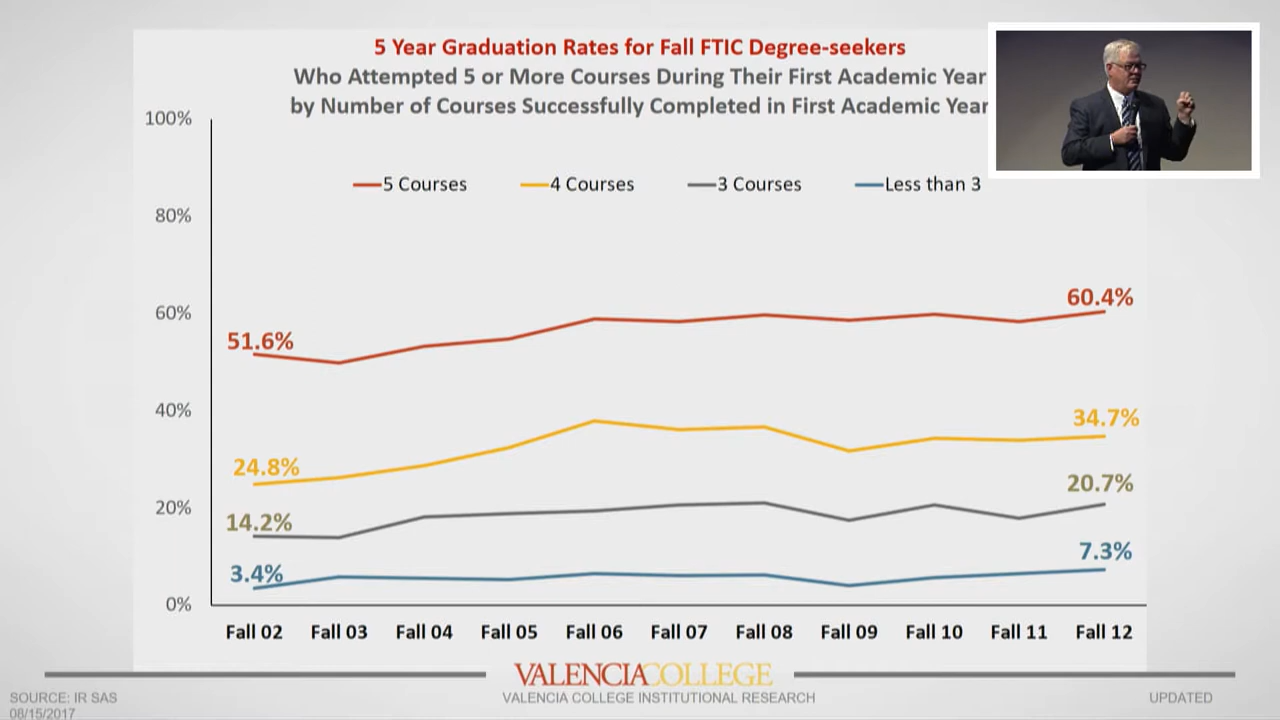 5 Year Graduation Rates for Fall FTIC Degree-seekers
Who Attempted 5 or More Courses During Their First Academic Year
by Number of Courses Successfully Completed in First Academic Year
100%
5 Courses
4 Courses
3 Courses
Less than 3
80%
60%
51.6%
60.4%
40%
24.8%
34.7%
20%
14.2%
20.7%
3.4%
7.3%
0%
Fall 02
Fall 03
Fall 04
Fall 05
Fall 06
Fall 07
Fall 08
Fall 09
Fall 10
Fall 11
Fall 12
VALENCIACOLLEGE
SOURCE: IR SAS
VALENCIA COLLEGE INSTITUTIONAL RESEARCH
UPDATED
08/15/2017